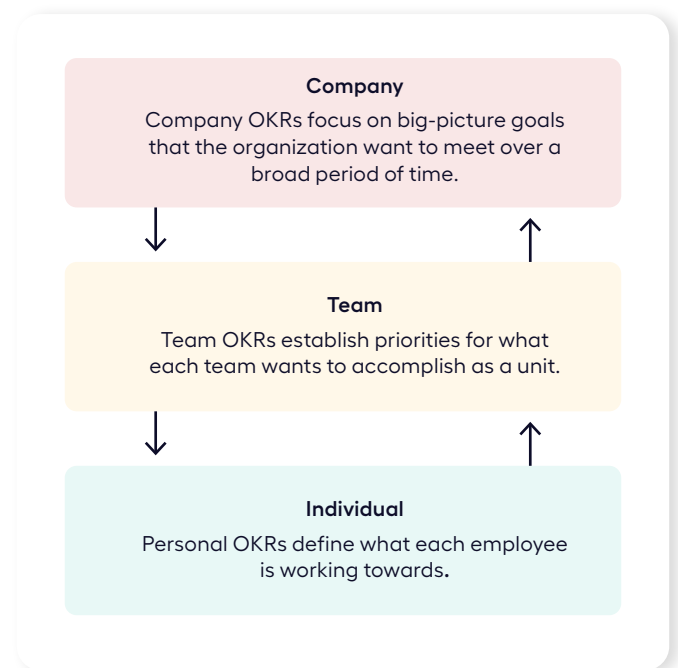 Company
Company OKRs focus on big-picture goals
that the organization want to meet over a
broad period of time.
Team
Team OKRs establish priorities for what
each team wants to accomplish as a unit.
Individual
Personal OKRs define what each employee
is working towards.